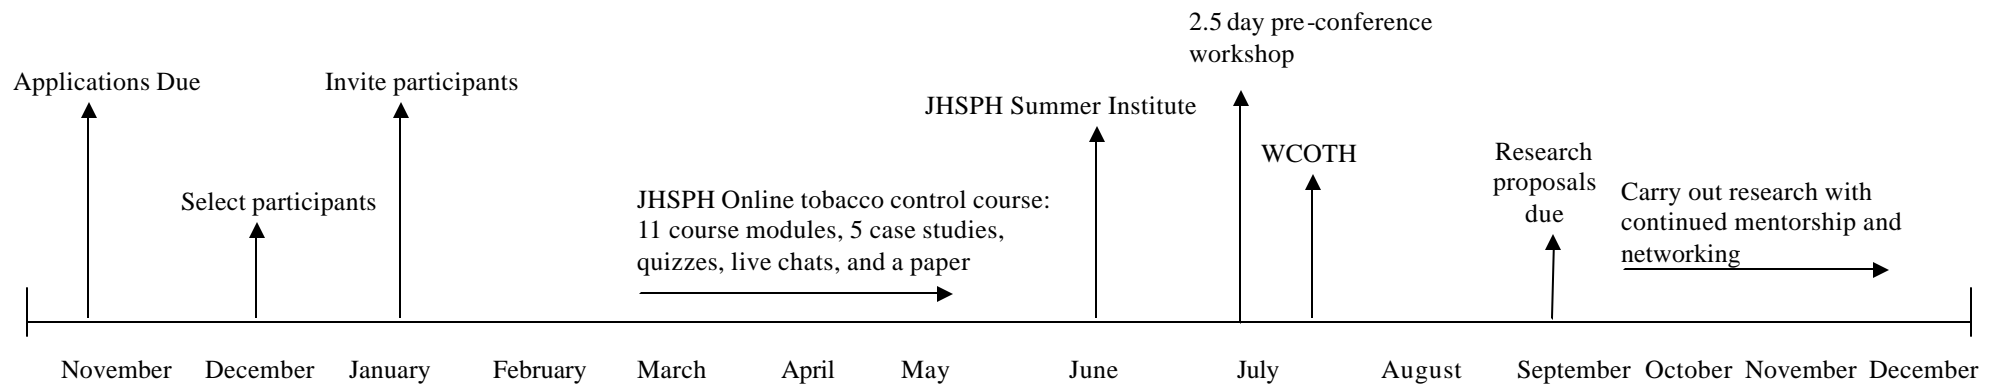 2.5 day pre-conference
workshop
Applications Due
Invite participants
JHSPH Summer Institute
WCOTH
Research
proposals
due
Select participants
JHSPH Online tobacco control course:
11 course modules, 5 case studies,
quizzes, live chats, and a paper
Carry out research with
continued mentorship and
networking
November December January February March April May June July August September October November December